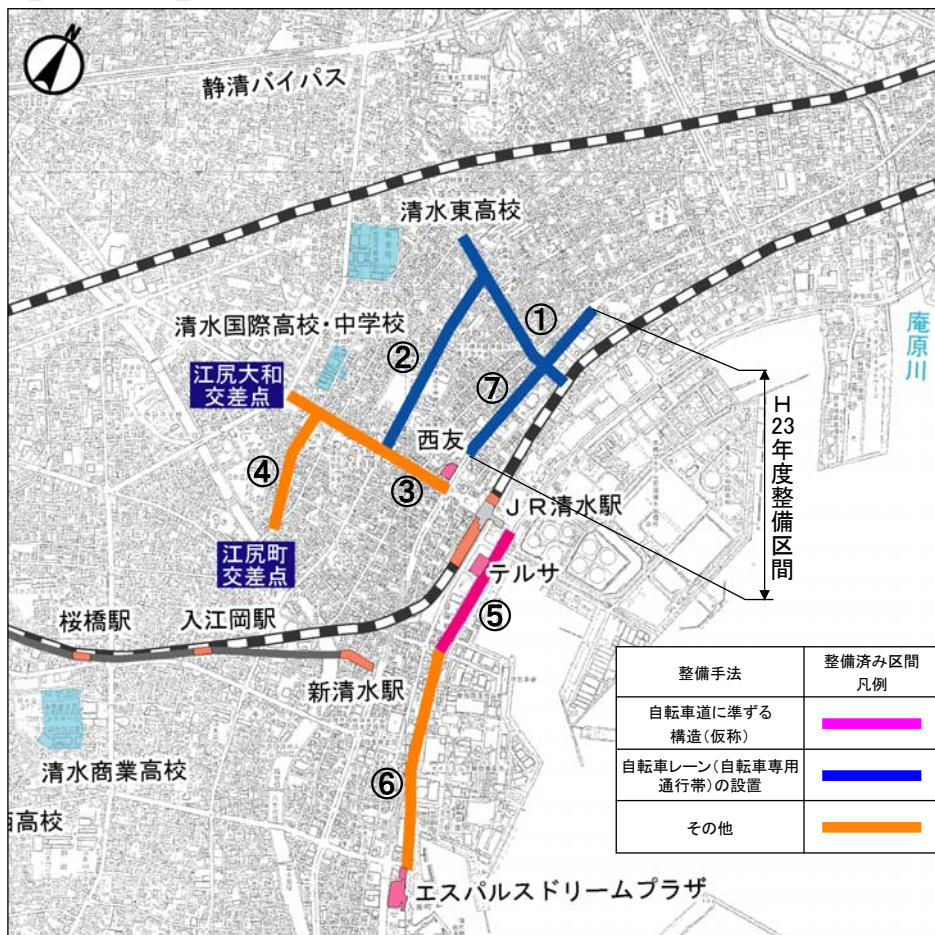 N
静清バイパス
清水東高校
清水国際高校・中学校
江尻大和
交差点
①
②
⑦
庵原川
西友
④
③
JR清水駅
H23年度整備区間
江尻町
交差点
テルサ
桜橋駅
入江岡駅
⑤
新清水駅
清水商業高校
高校
⑥
エスパルスドリームプラザ
整備手法
整備済み区間
凡例
自転車道に準ずる
構造(仮称)
自転車レーン(自転車専用
通行帯)の設置
その他